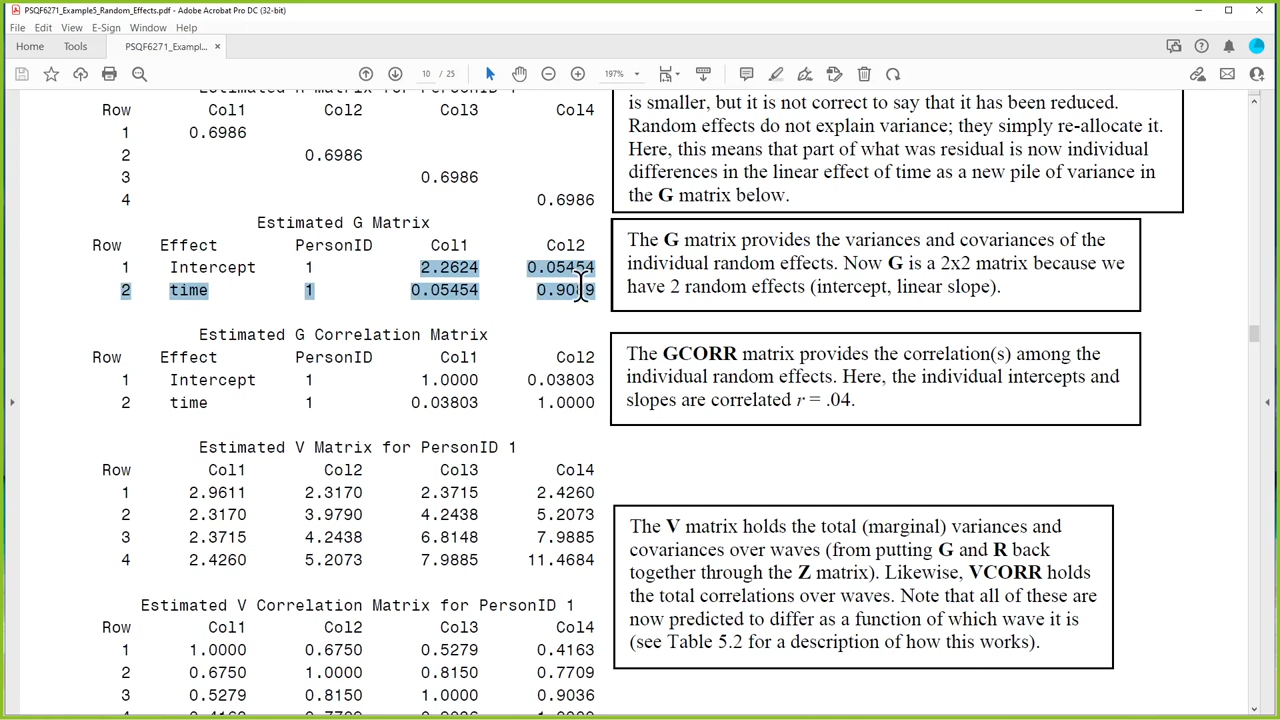 PSQF6271_Example5_Random_Effects.pdf - Adobe Acrobat Pro DC (32-bit)
File Edit View E-Sign Window Help
Home Tools PSQF6271_Exampl... ×
10 / 25 197%
Estimated R Matrix for PersonID 1
Row Col1 Col2 Col3 Col4
1 0.6986
2 0.6986
3 0.6986
4 0.6986
is smaller, but it is not correct to say that it has been reduced.
Random effects do not explain variance; they simply re-allocate it.
Here, this means that part of what was residual is now individual
differences in the linear effect of time as a new pile of variance in
the G matrix below.
Estimated G Matrix
Row Effect PersonID Col1 Col2
1 Intercept 1 2.2624 0.05454
2 time 1 0.05454
The G matrix provides the variances and covariances of the
individual random effects. Now G is a 2x2 matrix because we
have 2 random effects (intercept, linear slope).
Estimated G Correlation Matrix
Row Effect PersonID Col1 Col2
1 Intercept 1 1.0000 0.03803
2 time 1 0.03803 1.0000
The GCORR matrix provides the correlation(s) among the
individual random effects. Here, the individual intercepts and
slopes are correlated r = .04.
Estimated V Matrix for PersonID 1
Row Col1 Col2 Col3 Col4
1 2.9611 2.3170 2.3715 2.4260
2 2.3170 3.9790 4.2438 5.2073
3 2.3715 4.2438 6.8148 7.9885
4 2.4260 5.2073 7.9885 11.4684
The V matrix holds the total (marginal) variances and
covariances over waves (from putting G and R back
together through the Z matrix). Likewise, VCORR holds
the total correlations over waves. Note that all of these are
now predicted to differ as a function of which wave it is
(see Table 5.2 for a description of how this works).
Estimated V Correlation Matrix for PersonID 1
Row Col1 Col2 Col3 Col4
1 1.0000 0.6750 0.5279 0.4163
2 0.6750 1.0000 0.8150 0.7709
3 0.5279 0.8150 1.0000 0.9036